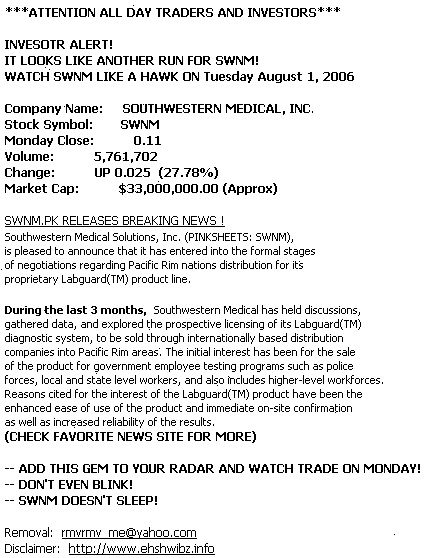 ***ATTENTION ALL DAY TRADERS AND INVESTORS***
INVESOTR ALERT!
IT LOOKS LIKE ANOTHER RUN FOR SWNM!
WATCH SWNM LIKE A HAWK ON Tuesday August 1, 2006
Company Name: SOUTHWESTERN MEDICAL, INC.
Stock Symbol: SWNM
Monday Close: 0.11
Volume: 5,761,702
Change: UP 0.025 (27.78%)
Market Cap: $33,000,000.00 (Approx)
SWNM.PK RELEASES BREAKING NEWS !
Southwestern Medical Solutions, Inc. (PINKSHEETS: SWNM),
is pleased to announce that it has entered into the formal stages
of negotiations regarding Pacific Rim nations distribution for its
proprietary Labguard(TM) product line.
During the last 3 months, Southwestern Medical has held discussions,
gathered data, and explored the prospective licensing of its Labguard(TM)
diagnostic system, to be sold through internationally based distribution
companies into Pacific Rim areas. The initial interest has been for the sale
of the product for government employee testing programs such as police
forces, local and state level workers, and also includes higher-level workforces.
Reasons cited for the interest of the Labguard(TM) product have been the
enhanced ease of use of the product and immediate on-site confirmation
as well as increased reliability of the results.
(CHECK FAVORITE NEWS SITE FOR MORE)
-- ADD THIS GEM TO YOUR RADAR AND WATCH TRADE ON MONDAY!
-- DON'T EVEN BLINK!
-- SWNM DOESN'T SLEEP!
Removal: rmvrmv_me@yahoo.com
Disclaimer: http://www.ehshwibz.info